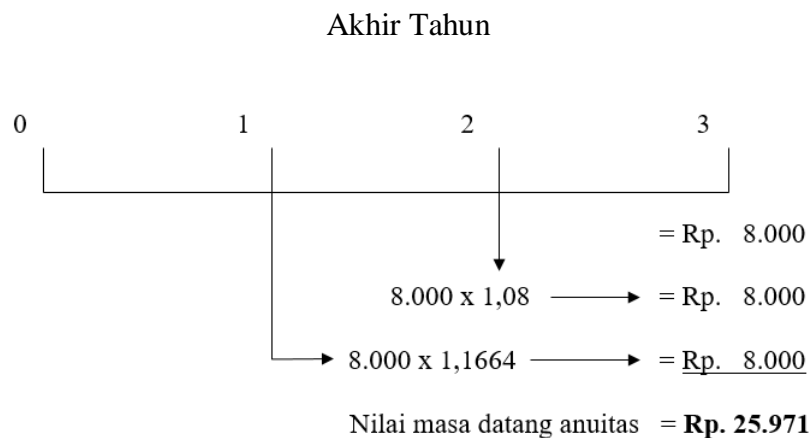 Akhir Tahun
0 1 2 3
= Rp. 8.000
8.000 x 1,08 = Rp. 8.000
8.000 x 1,1664 = Rp. 8.000
Nilai masa datang anuitas = Rp. 25.971